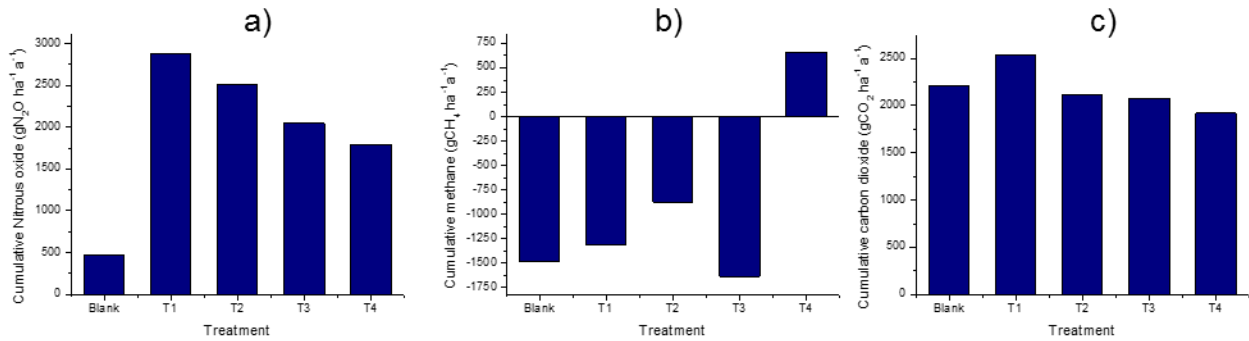 a)
Cumulative Nitrous oxide (gN₂O ha⁻¹ a⁻¹)
3000
2500
2000
1500
1000
500
0
Blank T1 T2 T3 T4
Treatment
b)
Cumulative methane (gCH₄ ha⁻¹ a⁻¹)
750
500
250
0
-250
-500
-750
-1000
-1250
-1500
-1750
Blank T1 T2 T3 T4
Treatment
c)
Cumulative carbon dioxide (gCO₂ ha⁻¹ a⁻¹)
2500
2000
1500
1000
500
0
Blank T1 T2 T3 T4
Treatment